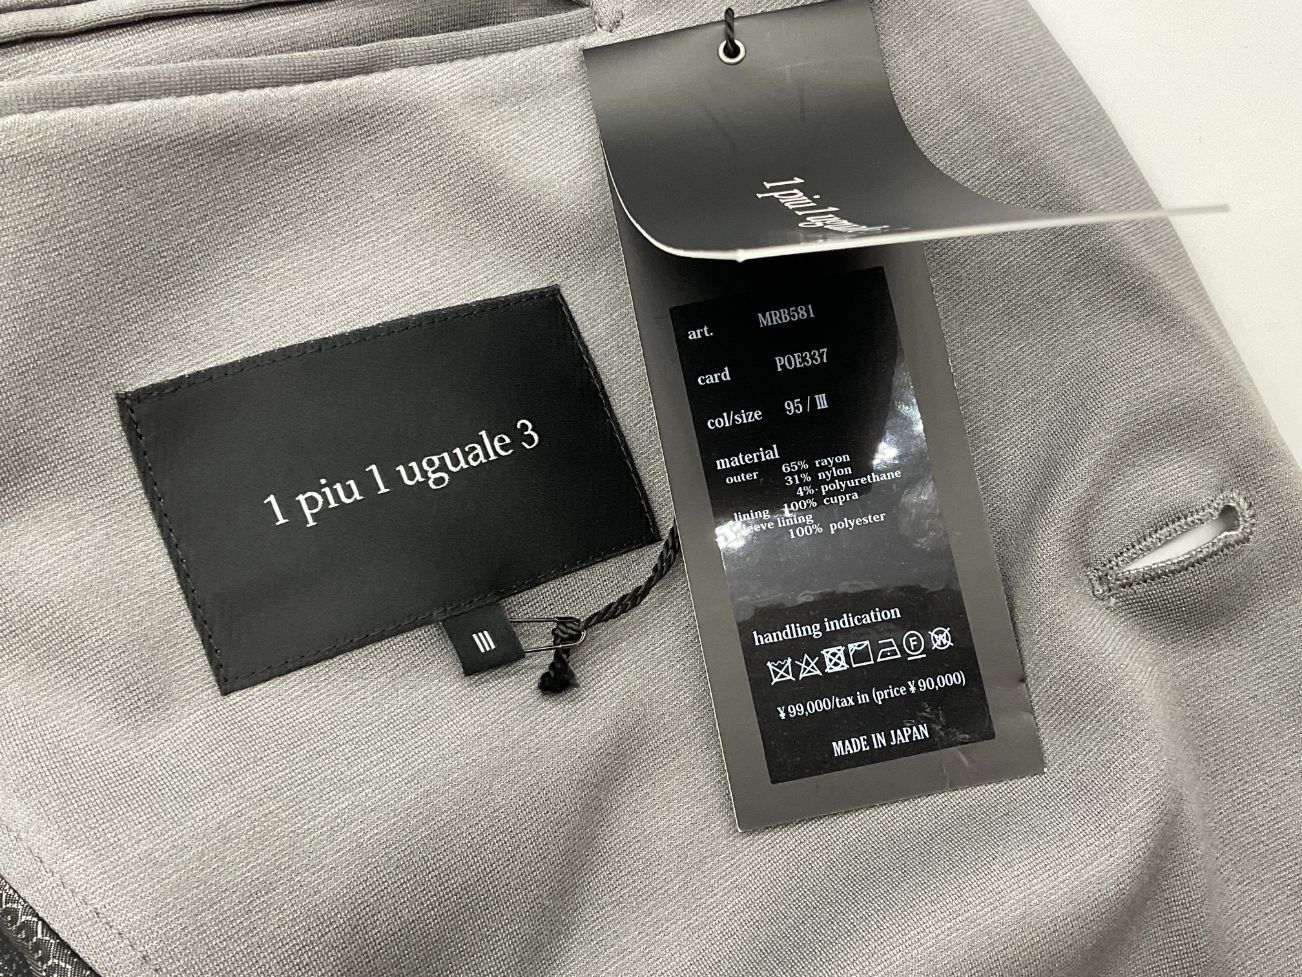 1 piu 1 uguale 3
art. MRB581
card POE337
col/size 95 / Ⅲ
material
outer 65% rayon
31% nylon
4% polyurethane
lining 100% cupra
sleeve lining
100% polyester
handling indication
F W
¥99,000/tax in (price ¥90,000)
MADE IN JAPAN
1 piu 1 uguale 3
Ⅲ